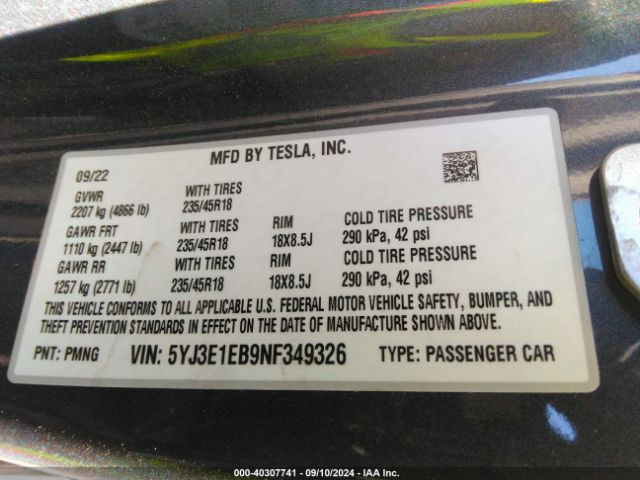 MFD BY TESLA, INC.
09/22
GVWR WITH TIRES
2207 kg (4866 lb) 235/45R18
GAWR FRT WITH TIRES RIM COLD TIRE PRESSURE
1110 kg (2447 lb) 235/45R18 18X8.5J 290 kPa, 42 psi
GAWR RR WITH TIRES RIM COLD TIRE PRESSURE
1257 kg (2771 lb) 235/45R18 18X8.5J 290 kPa, 42 psi
THIS VEHICLE CONFORMS TO ALL APPLICABLE U.S. FEDERAL MOTOR VEHICLE SAFETY, BUMPER, AND
THEFT PREVENTION STANDARDS IN EFFECT ON THE DATE OF MANUFACTURE SHOWN ABOVE.
PNT: PMNG VIN: 5YJ3E1EB9NF349326 TYPE: PASSENGER CAR
000-40307741 - 09/10/2024 - IAA Inc.